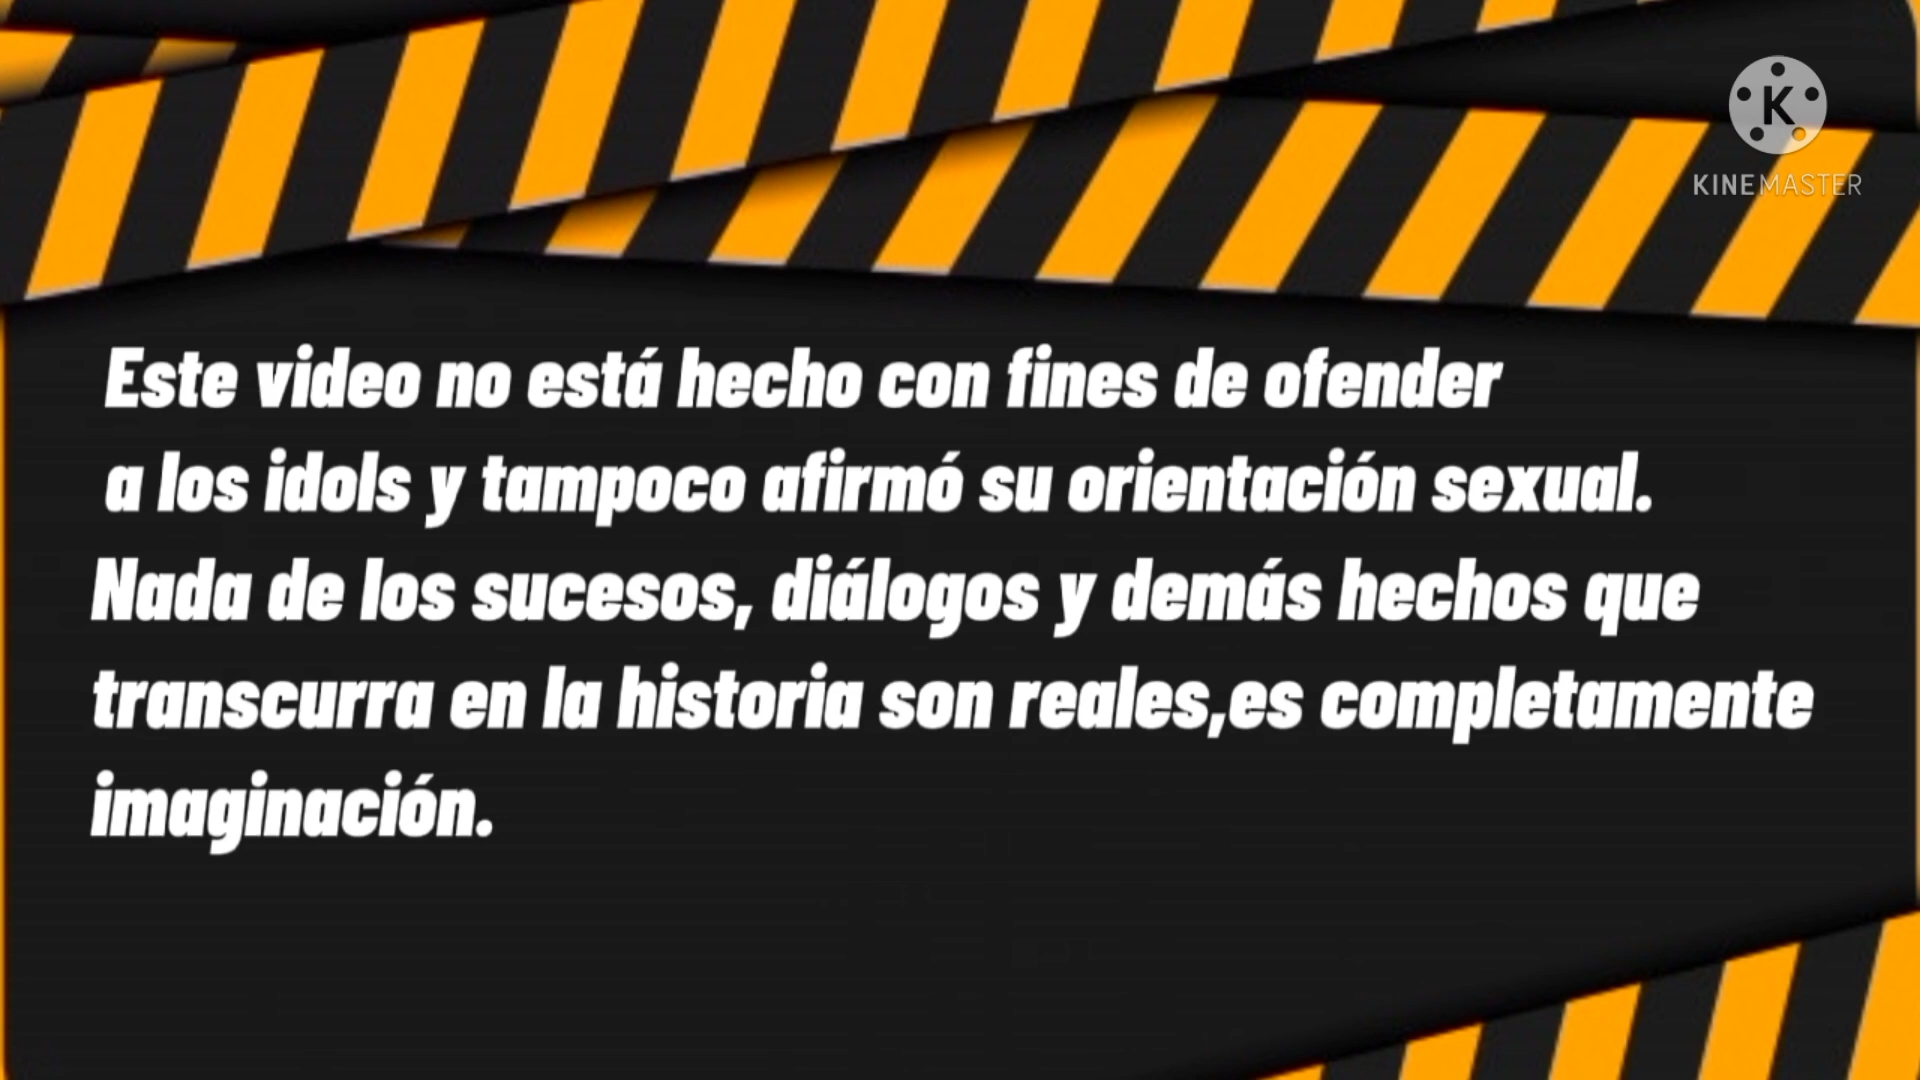 K
KINEMASTER
Este video no está hecho con fines de ofender
a los idols y tampoco afirmó su orientación sexual.
Nada de los sucesos, diálogos y demás hechos que
transcurra en la historia son reales,es completamente
imaginación.